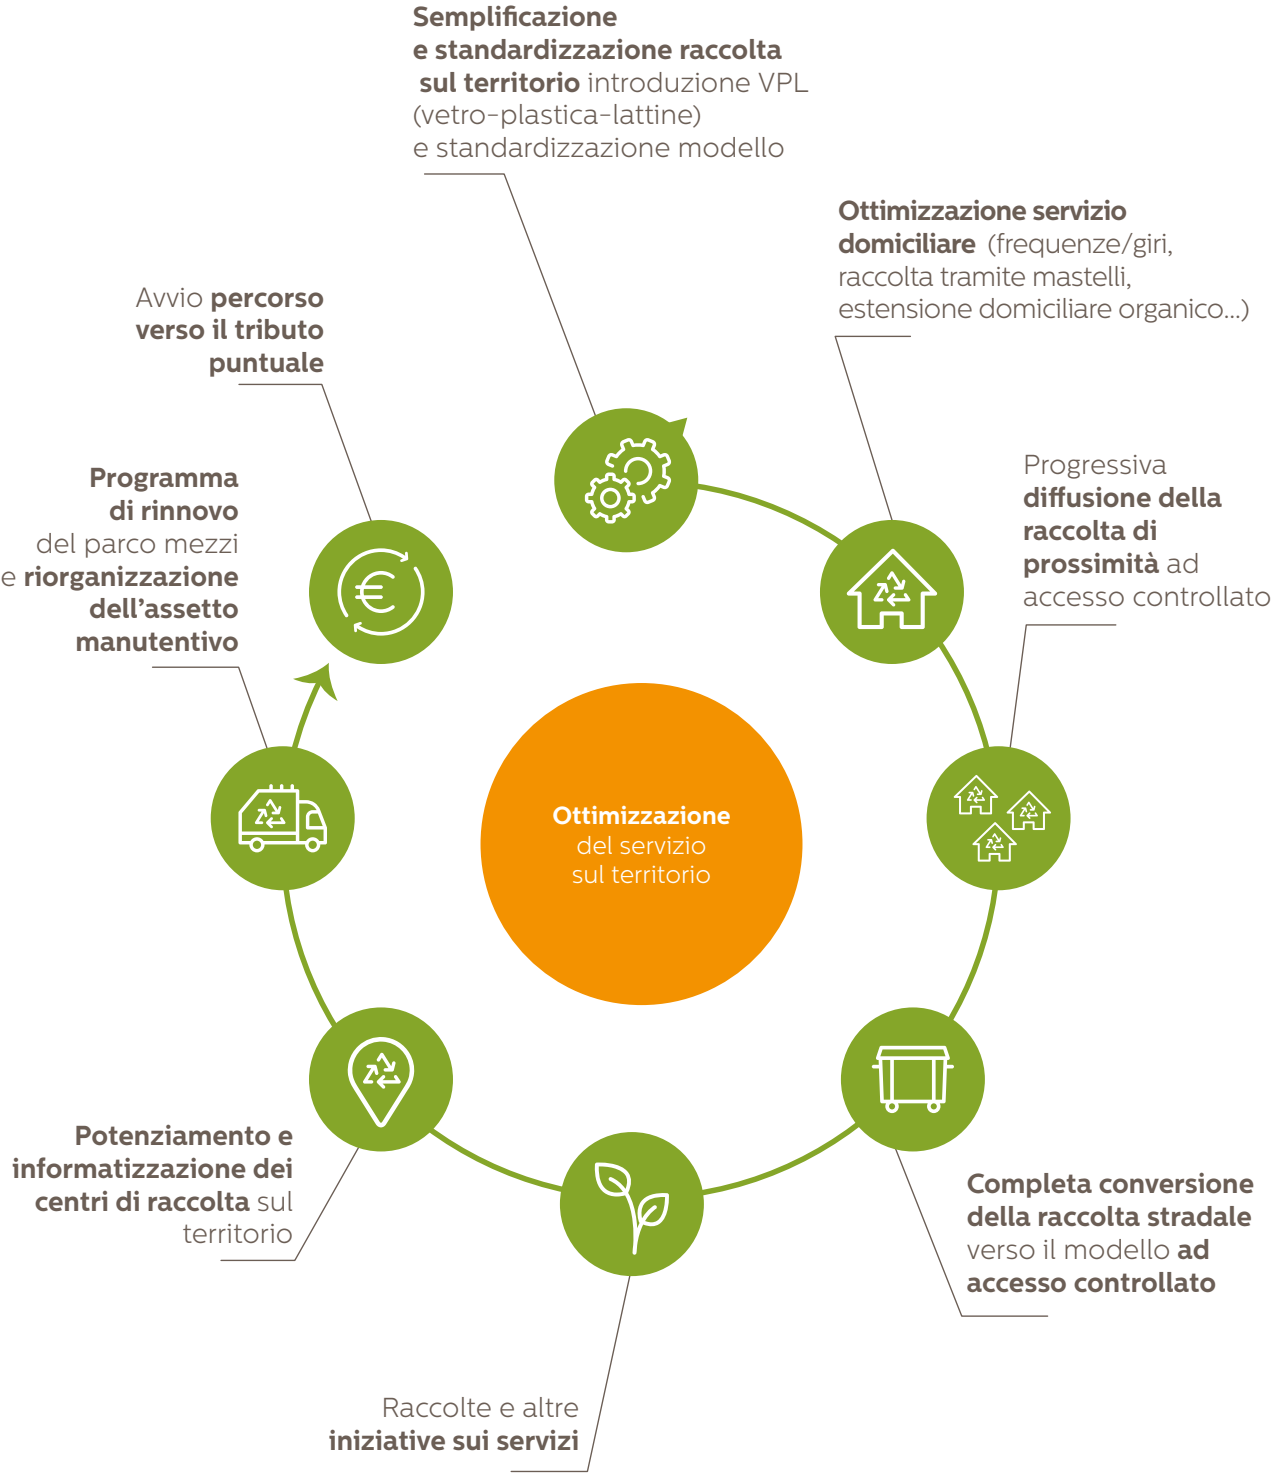 Semplificazione
e standardizzazione raccolta
sul territorio introduzione VPL
(vetro-plastica-lattine)
e standardizzazione modello
Ottimizzazione servizio
domiciliare (frequenze/giri,
raccolta tramite mastelli,
estensione domiciliare organico...)
Progressiva
diffusione della
raccolta di
prossimità ad
accesso controllato
Completa conversione
della raccolta stradale
verso il modello ad
accesso controllato
Raccolte e altre
iniziative sui servizi
Potenziamento e
informatizzazione dei
centri di raccolta sul
territorio
Programma
di rinnovo
del parco mezzi
e riorganizzazione
dell'assetto
manutentivo
Avvio percorso
verso il tributo
puntuale
€
Ottimizzazione
del servizio
sul territorio